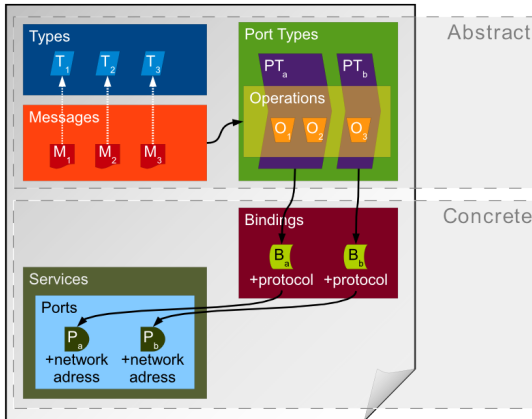 Abstract
Types
T1 T2 T3
Messages
M1 M2 M3
Port Types
PTa PTb
Operations
O1 O2 O3
Concrete
Bindings
Ba Bb
+protocol +protocol
Services
Ports
Pa Pb
+network +network
adress adress